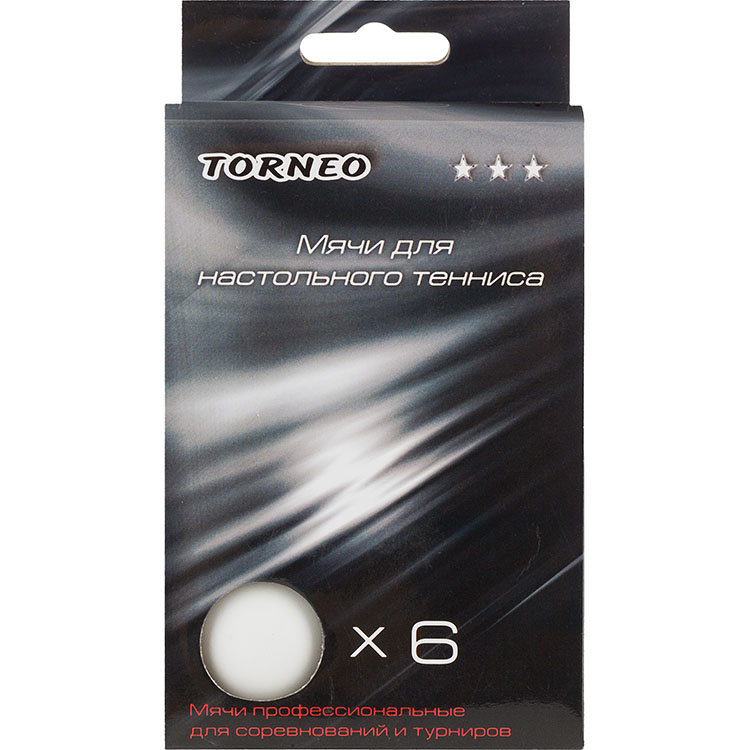 TORNEO
Мячи для
настольного тенниса
x 6
Мячи профессиональные
для соревнований и турниров